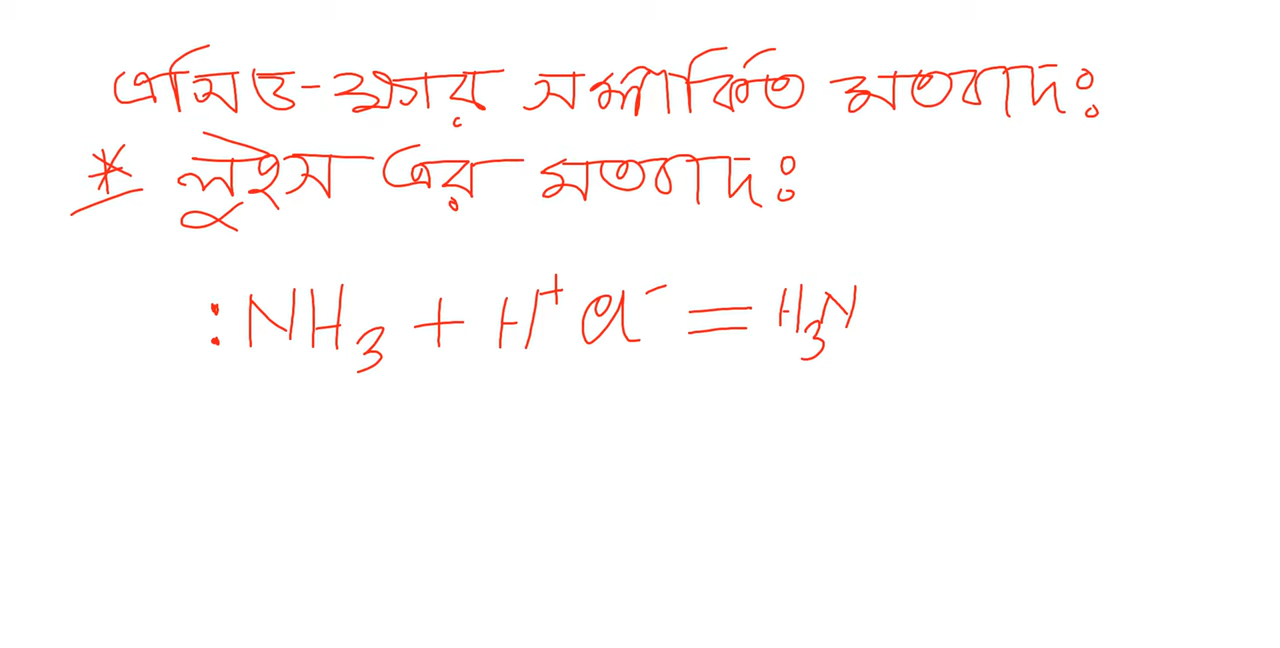 এসিড-ক্ষার সম্পর্কিত মতবাদঃ
* লুইস এর মতবাদঃ
:NH₃ + H⁺Cl⁻ = H₃N